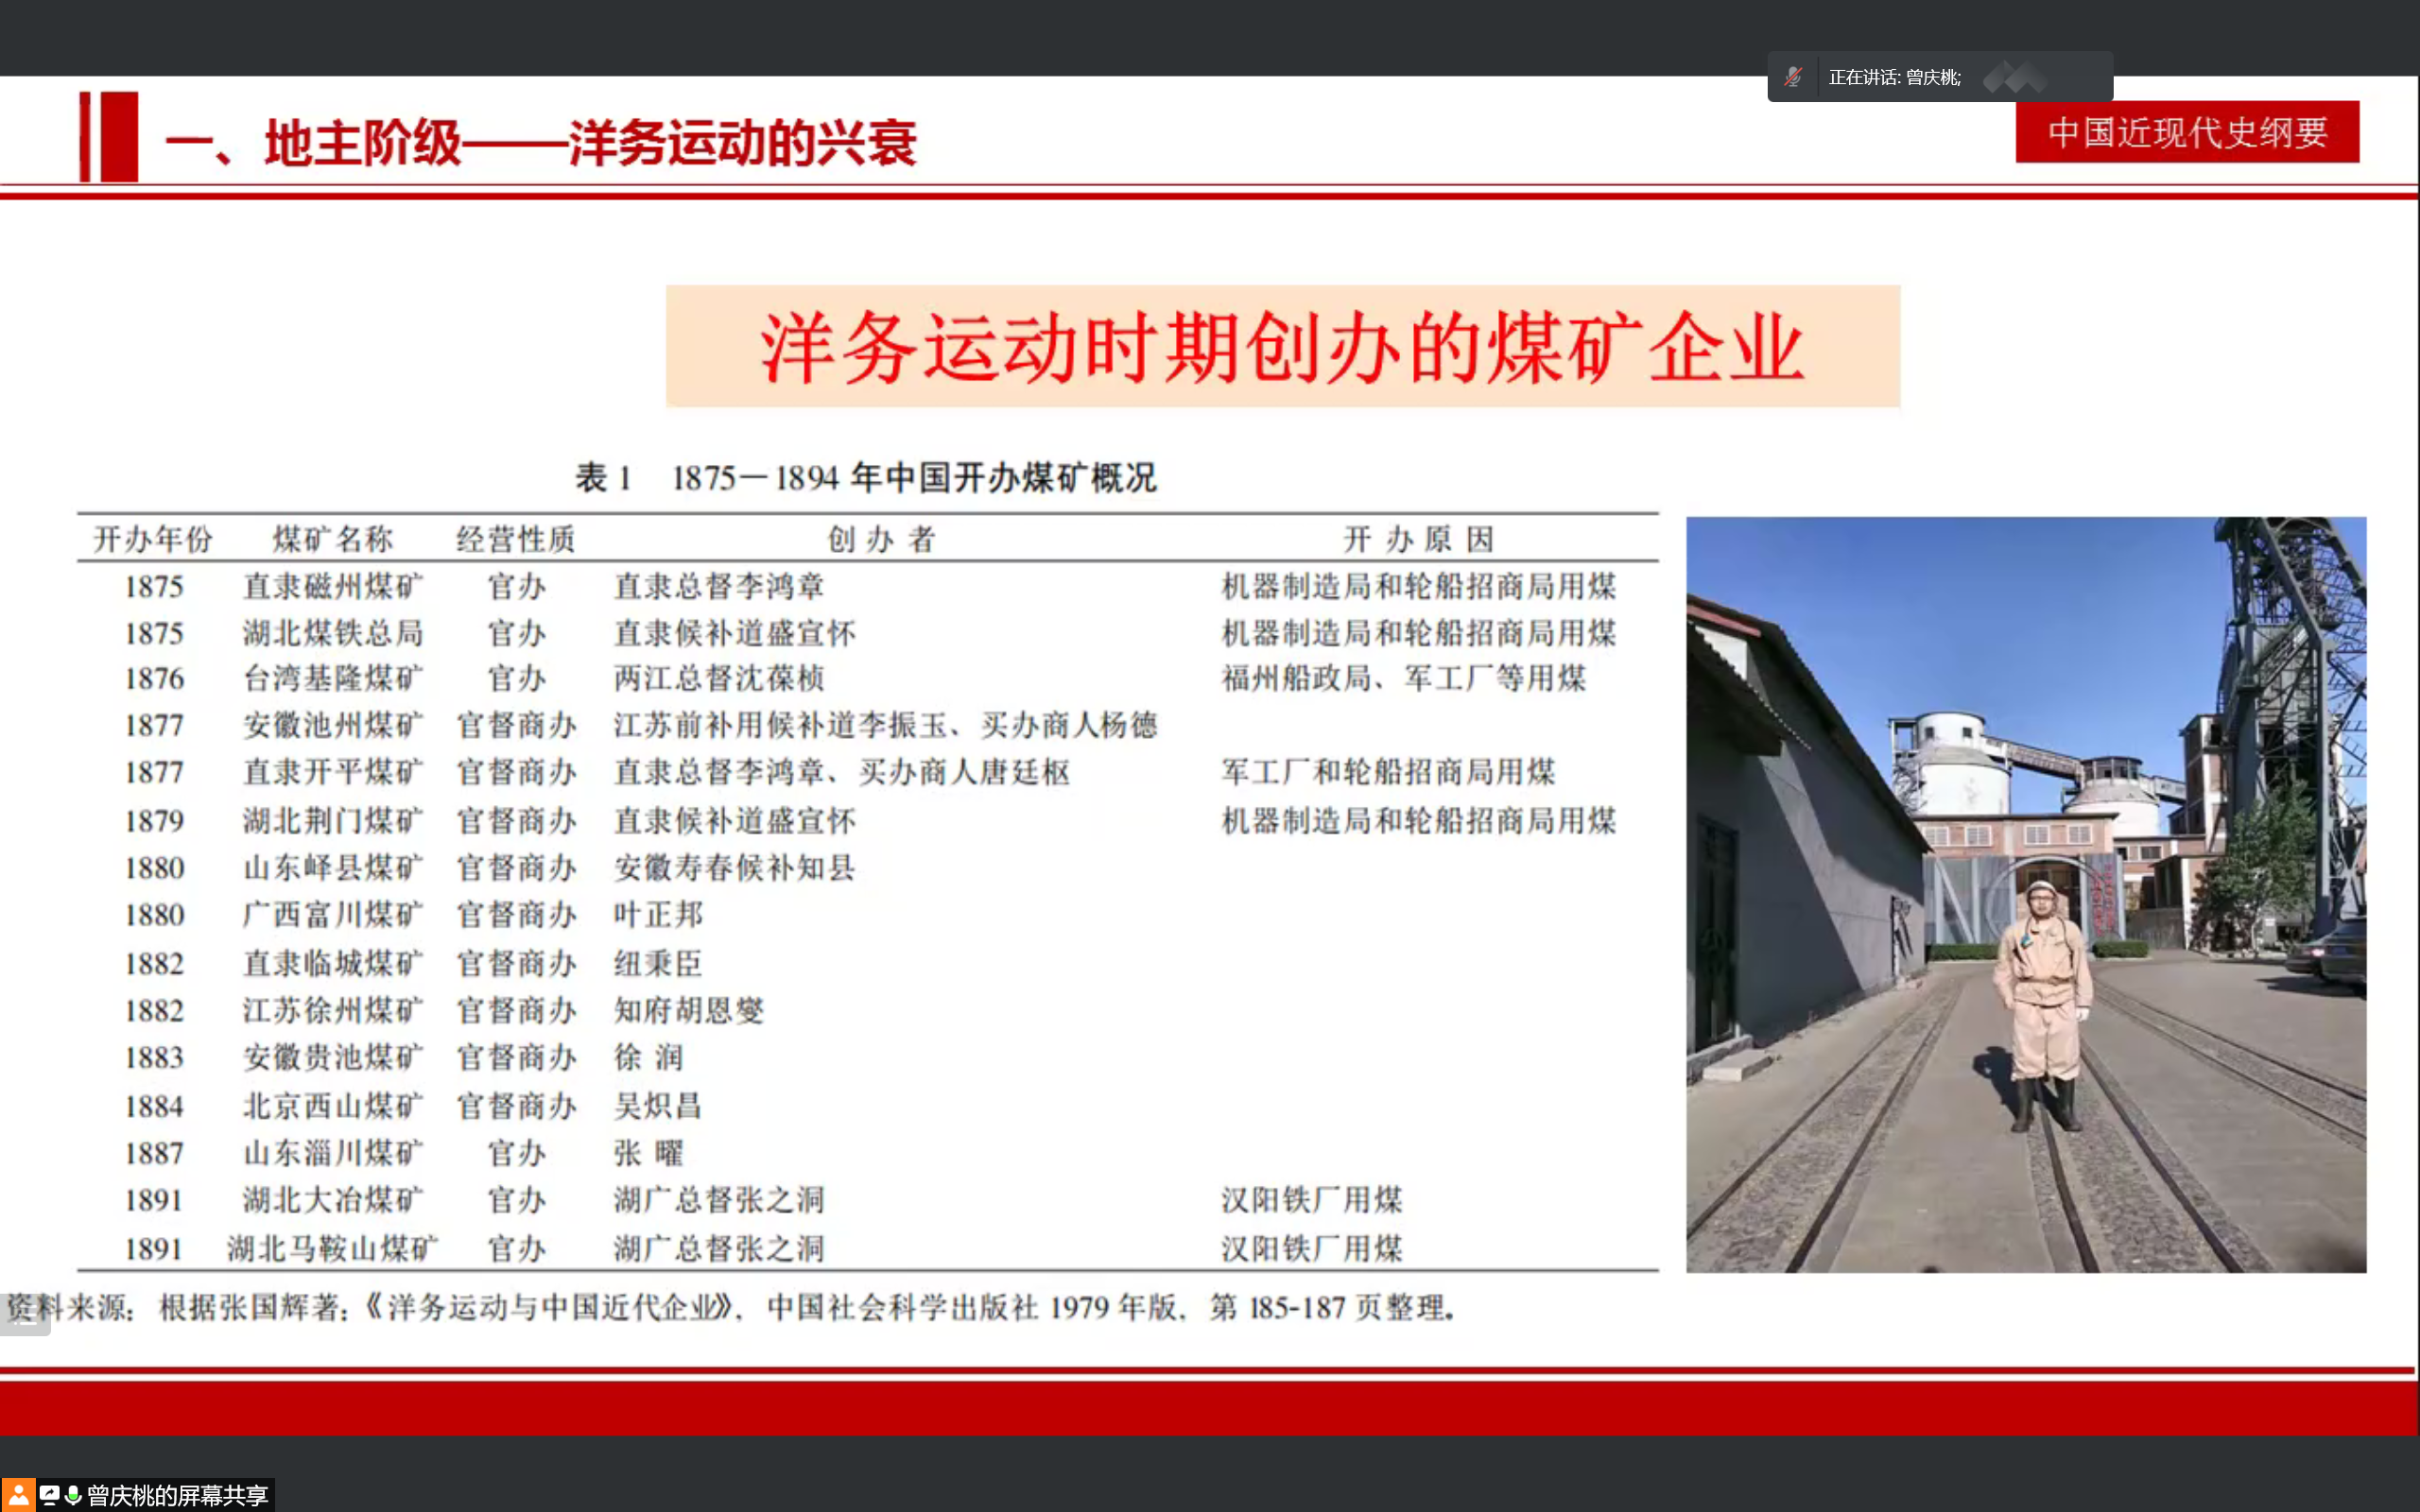 正在讲话: 曾庆桃;
一、地主阶级——洋务运动的兴衰
中国近现代史纲要
洋务运动时期创办的煤矿企业
表 1 1875—1894 年中国开办煤矿概况
开办年份 煤矿名称 经营性质 创办者 开办原因
1875 直隶磁州煤矿 官办 直隶总督李鸿章 机器制造局和轮船招商局用煤
1875 湖北煤铁总局 官办 直隶候补道盛宣怀 机器制造局和轮船招商局用煤
1876 台湾基隆煤矿 官办 两江总督沈葆桢 福州船政局、军工厂等用煤
1877 安徽池州煤矿 官督商办 江苏前补用候补道李振玉、买办商人杨德
1877 直隶开平煤矿 官督商办 直隶总督李鸿章、买办商人唐廷枢 军工厂和轮船招商局用煤
1879 湖北荆门煤矿 官督商办 直隶候补道盛宣怀 机器制造局和轮船招商局用煤
1880 山东峄县煤矿 官督商办 安徽寿春候补知县
1880 广西富川煤矿 官督商办 叶正邦
1882 直隶临城煤矿 官督商办 纽秉臣
1882 江苏徐州煤矿 官督商办 知府胡恩燮
1883 安徽贵池煤矿 官督商办 徐 润
1884 北京西山煤矿 官督商办 吴炽昌
1887 山东淄川煤矿 官办 张 曜
1891 湖北大冶煤矿 官办 湖广总督张之洞 汉阳铁厂用煤
1891 湖北马鞍山煤矿 官办 湖广总督张之洞 汉阳铁厂用煤
资料来源：根据张国辉著：《洋务运动与中国近代企业》，中国社会科学出版社 1979 年版，第 185-187 页整理。
曾庆桃的屏幕共享